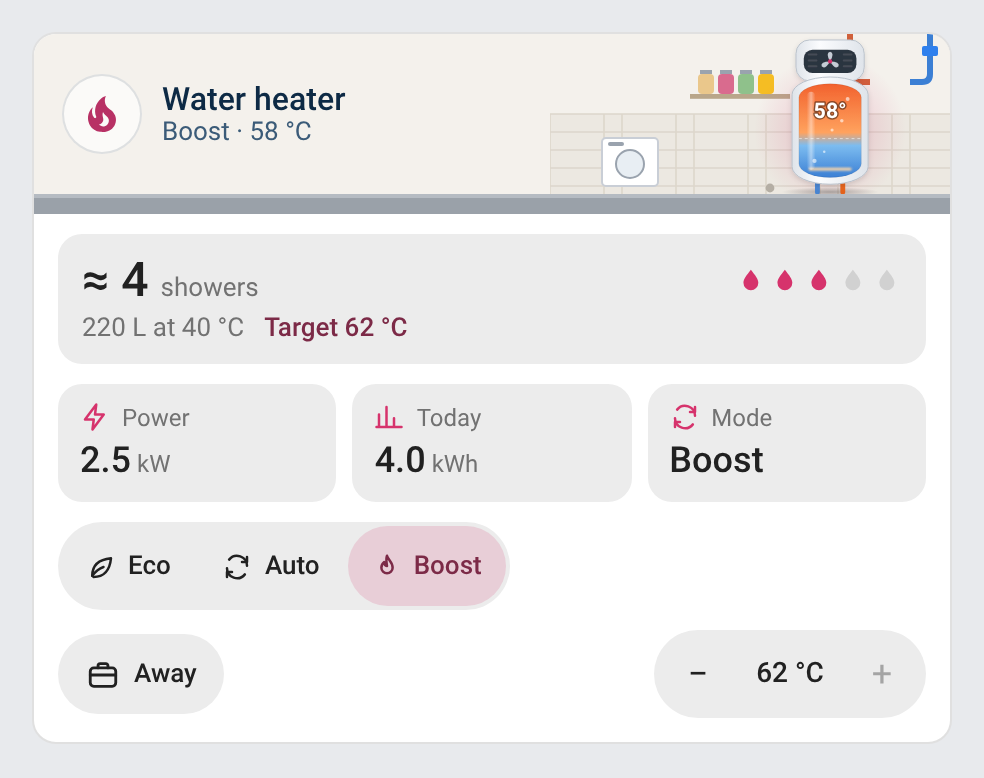 Water heater
Boost · 58 °C
58°
≈ 4 showers
220 L at 40 °C Target 62 °C
Power
2.5 kW
Today
4.0 kWh
Mode
Boost
Eco Auto Boost
Away
− 62 °C +